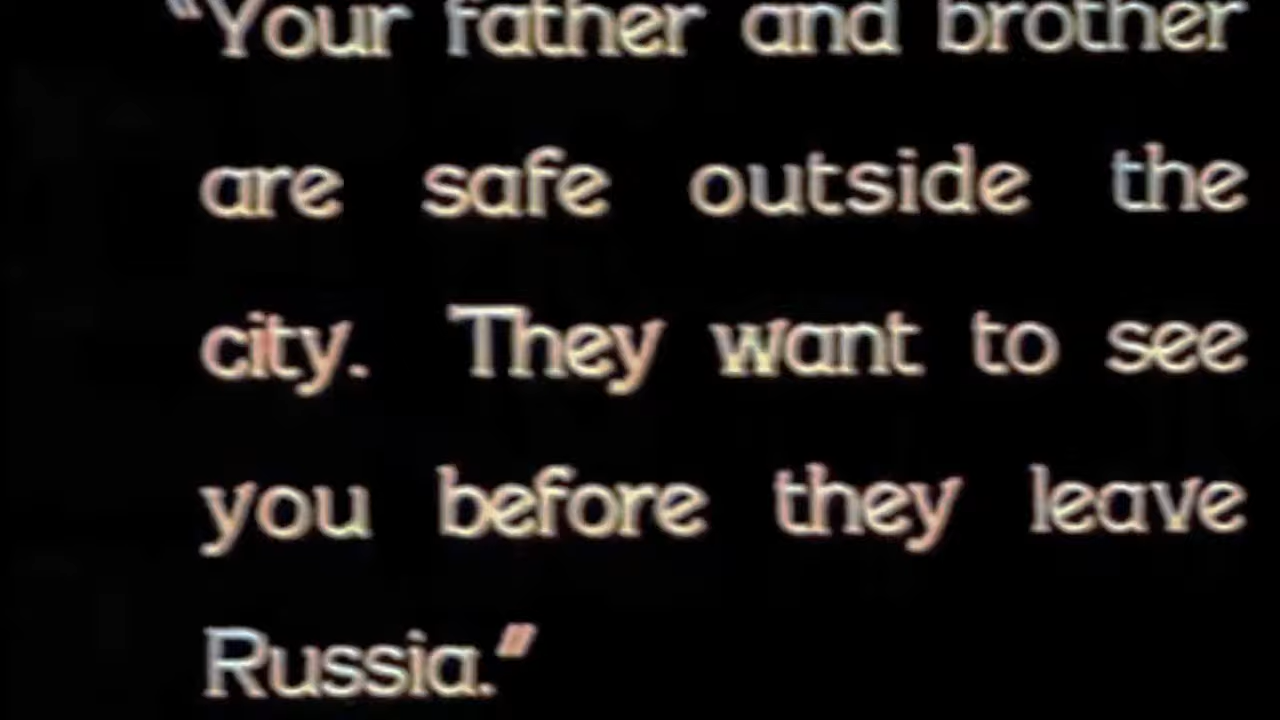 “Your father and brother
are safe outside the
city. They want to see
you before they leave
Russia.”